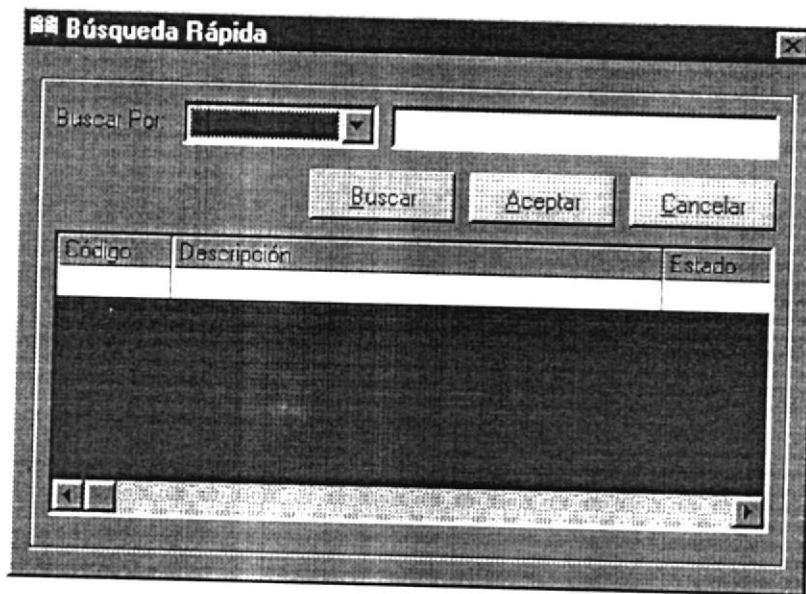 Búsqueda Rápida
Buscar Por:
Buscar Aceptar Cancelar
Código Descripción Estado